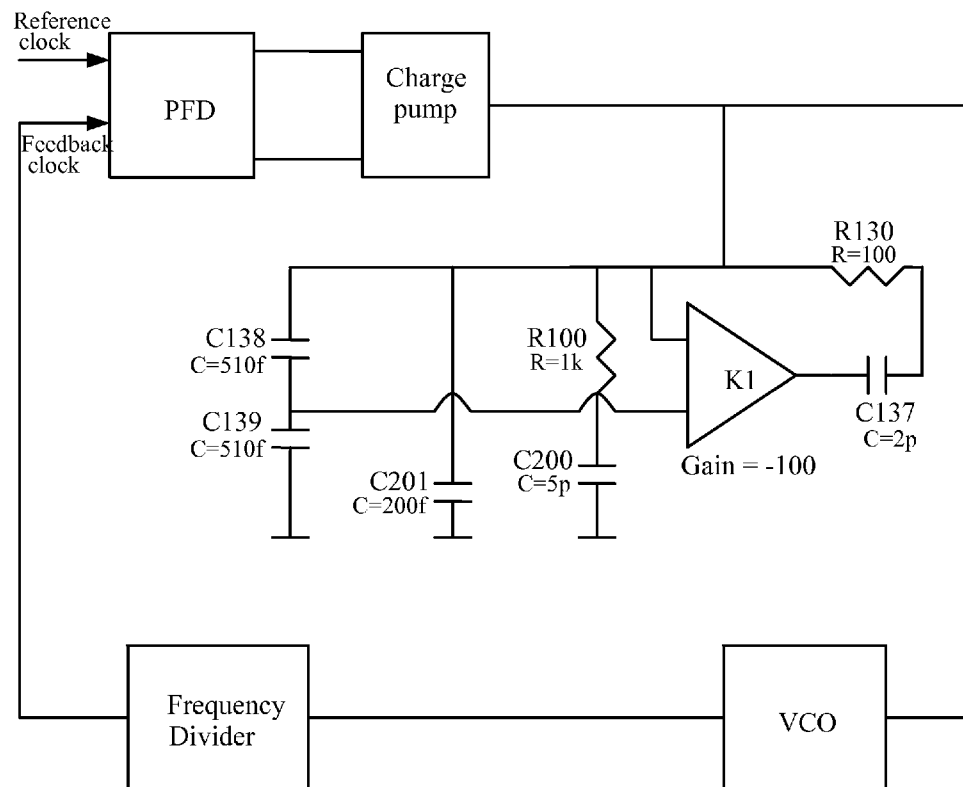 Reference
clock
PFD
Charge
pump
Feedback
clock
R130
R=100
C138
C=510f
R100
R=1k
K1
C139
C=510f
C137
C=2p
C200
C=5p
Gain = -100
C201
C=200f
Frequency
Divider
VCO